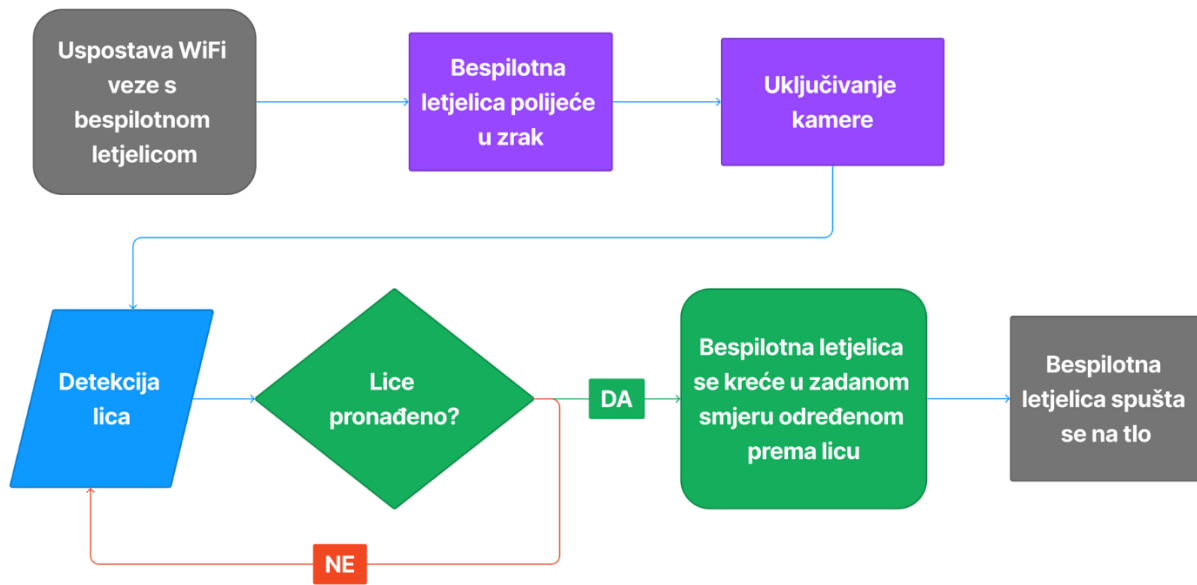 Uspostava WiFi
veze s
bespilotnom
letjelicom
Bespilotna
letjelica polijeće
u zrak
Uključivanje
kamere
Detekcija
lica
Lice
pronađeno?
DA
Bespilotna letjelica
se kreće u zadanom
smjeru određenom
prema licu
Bespilotna
letjelica spušta
se na tlo
NE